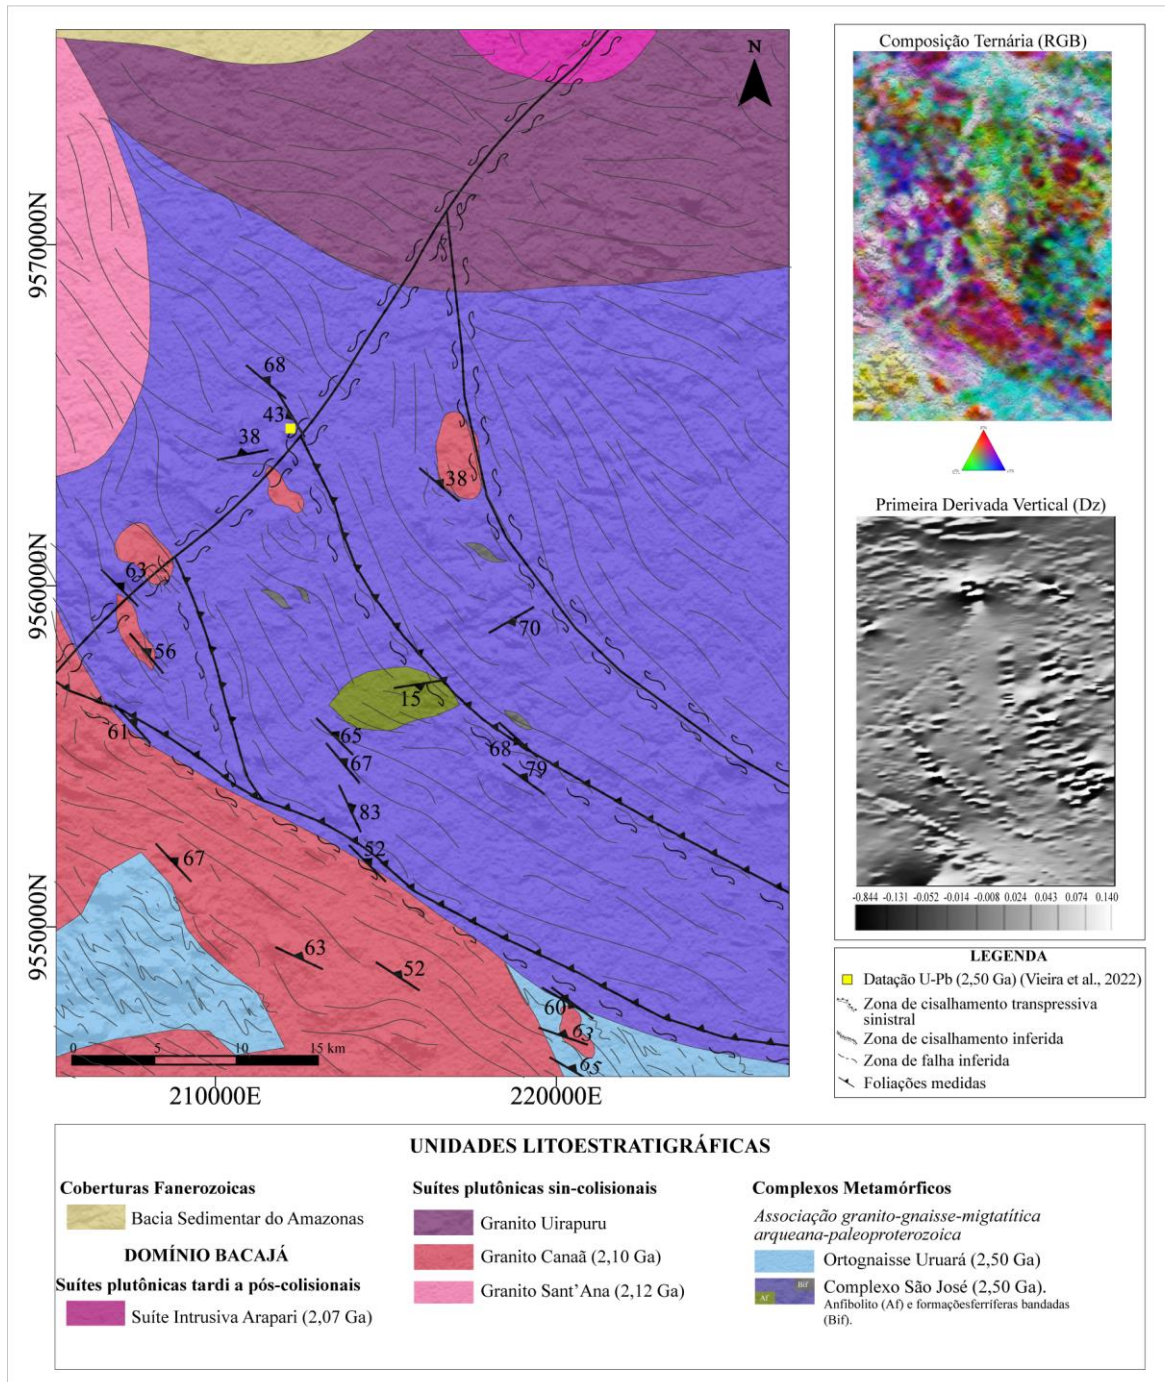 N
9570000N
9560000N
9550000N
68
43
38
38
63
56
70
15
61
65
67
68
79
83
52
67
63
52
60
63
65
0 5 10 15 km
210000E 220000E
Composição Ternária (RGB)
Primeira Derivada Vertical (Dz)
-0.844 -0.131 -0.052 -0.014 -0.008 0.024 0.043 0.074 0.140
LEGENDA
Datação U-Pb (2,50 Ga) (Vieira et al., 2022)
Zona de cisalhamento transpressiva
sinistral
Zona de cisalhamento inferida
Zona de falha inferida
Foliações medidas
UNIDADES LITOESTRATIGRÁFICAS
Coberturas Fanerozoicas
Bacia Sedimentar do Amazonas
DOMÍNIO BACAJÁ
Suítes plutônicas tardi a pós-colisionais
Suíte Intrusiva Arapari (2,07 Ga)
Suítes plutônicas sin-colisionais
Granito Uirapuru
Granito Canaã (2,10 Ga)
Granito Sant’Ana (2,12 Ga)
Complexos Metamórficos
Associação granito-gnaisse-migtatítica
arqueana-paleoproterozoica
Ortognaisse Uruará (2,50 Ga)
Bif
Af
Complexo São José (2,50 Ga).
Anfibolito (Af) e formaçõesferríferas bandadas
(Bif).